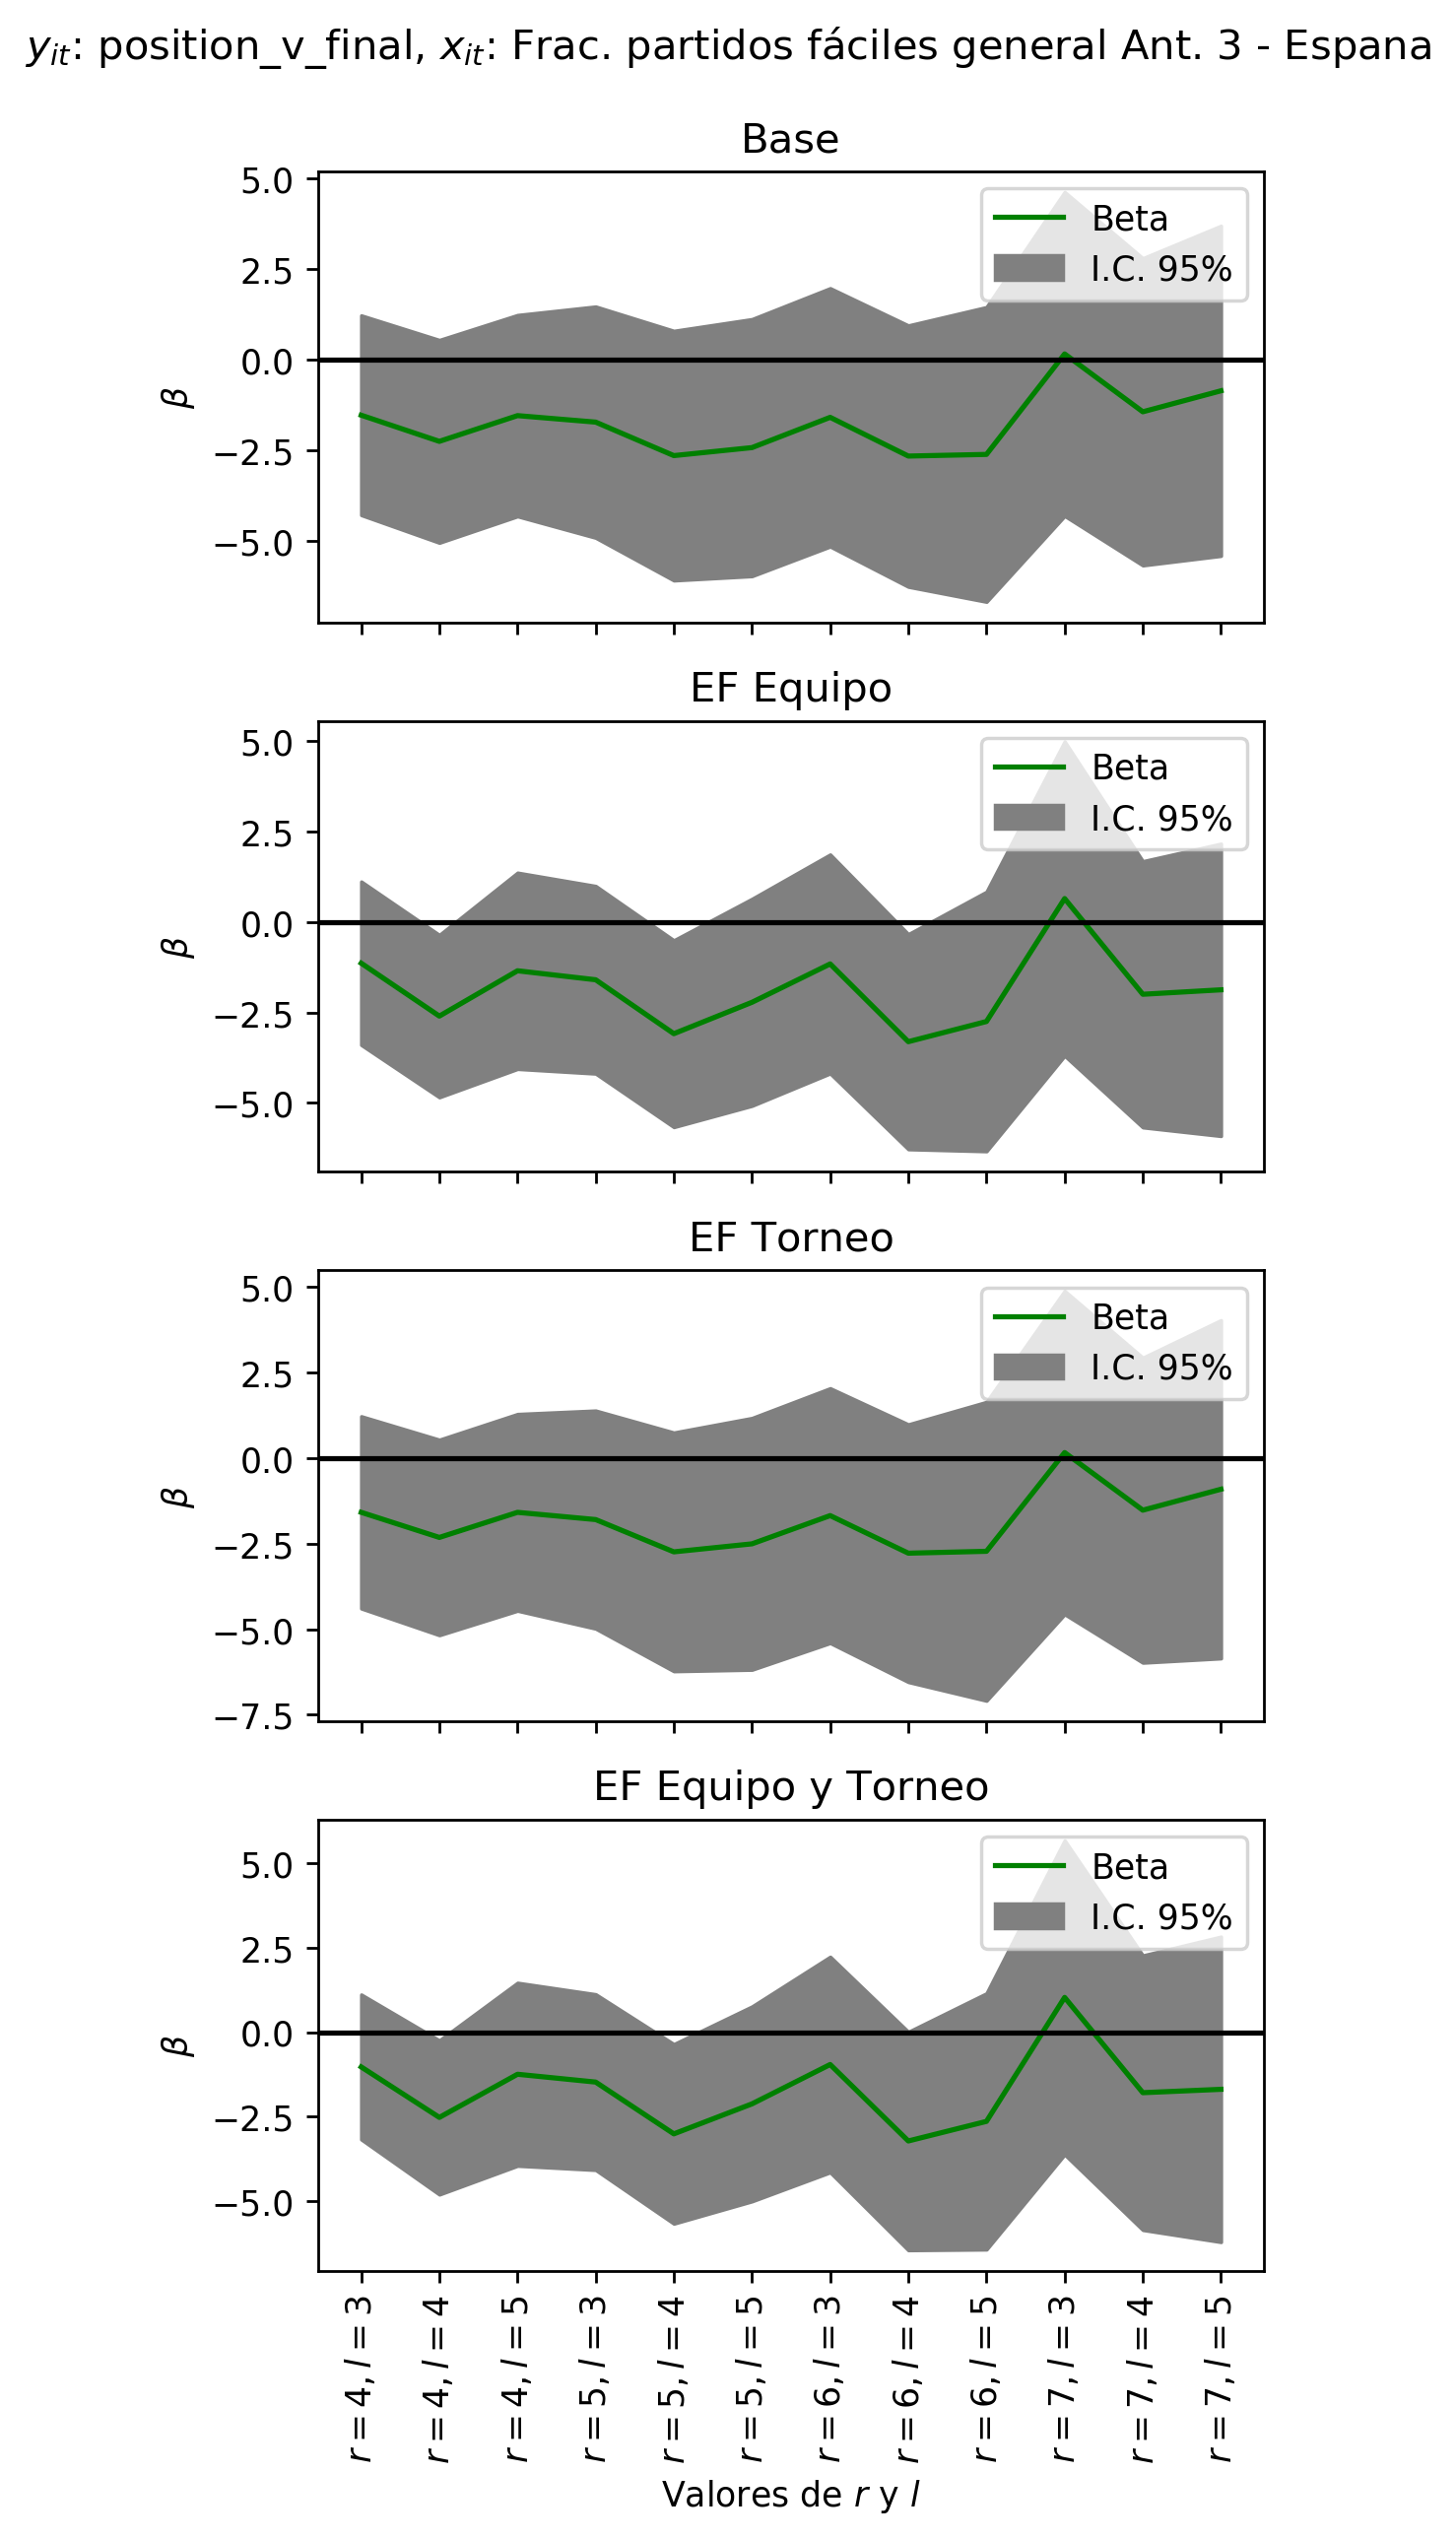 y_it: position_v_final, x_it: Frac. partidos fáciles general Ant. 3 - Espana
Base
5.0
2.5
0.0
−2.5
−5.0
β
Beta
I.C. 95%
EF Equipo
5.0
2.5
0.0
−2.5
−5.0
β
Beta
I.C. 95%
EF Torneo
5.0
2.5
0.0
−2.5
−5.0
−7.5
β
Beta
I.C. 95%
EF Equipo y Torneo
5.0
2.5
0.0
−2.5
−5.0
β
Beta
I.C. 95%
r = 4, l = 3
r = 4, l = 4
r = 4, l = 5
r = 5, l = 3
r = 5, l = 4
r = 5, l = 5
r = 6, l = 3
r = 6, l = 4
r = 6, l = 5
r = 7, l = 3
r = 7, l = 4
r = 7, l = 5
Valores de r y l